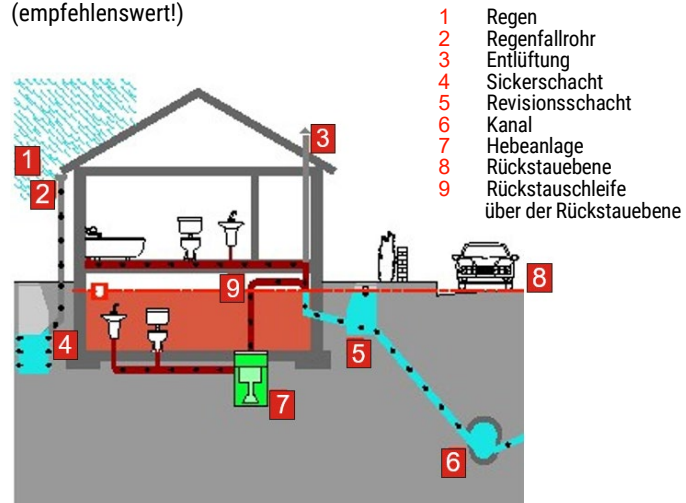 (empfehlenswert!)
1 Regen
2 Regenfallrohr
3 Entlüftung
4 Sickerschacht
5 Revisionsschacht
6 Kanal
7 Hebeanlage
8 Rückstauebene
9 Rückstauschleife
über der Rückstauebene
3
1
2
9
8
4
5
7
6